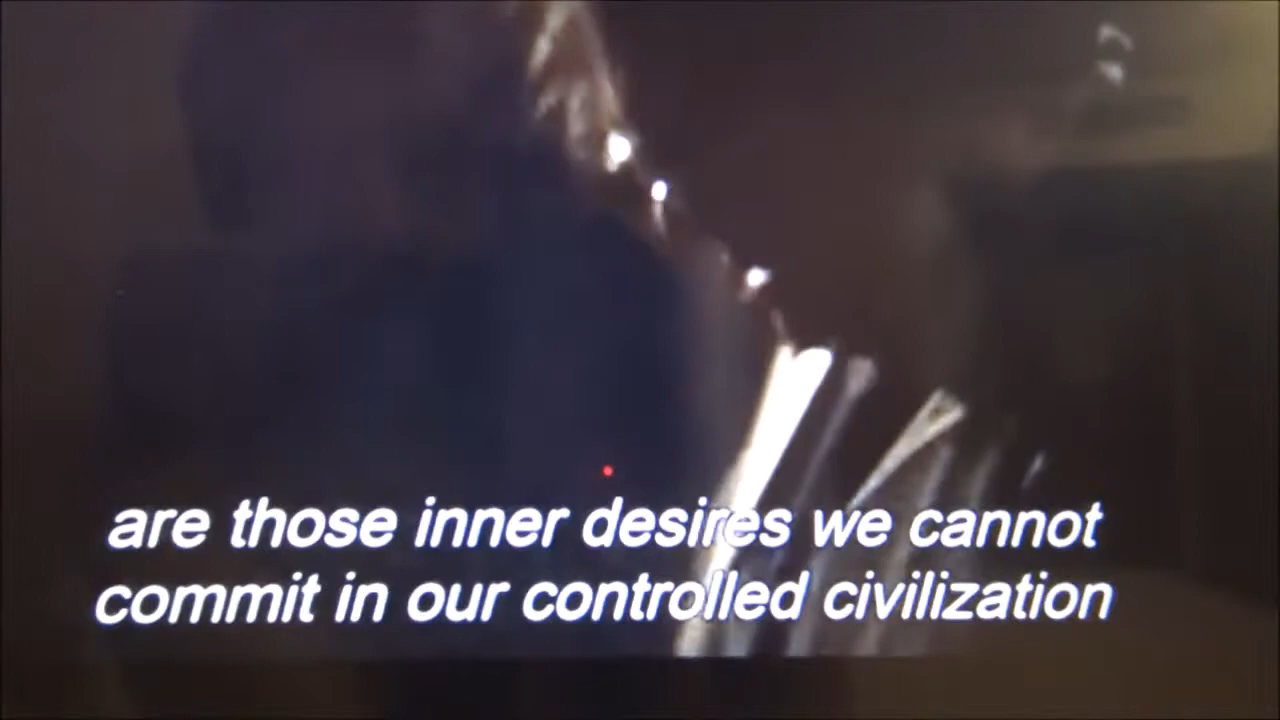 are those inner desires we cannot
commit in our controlled civilization